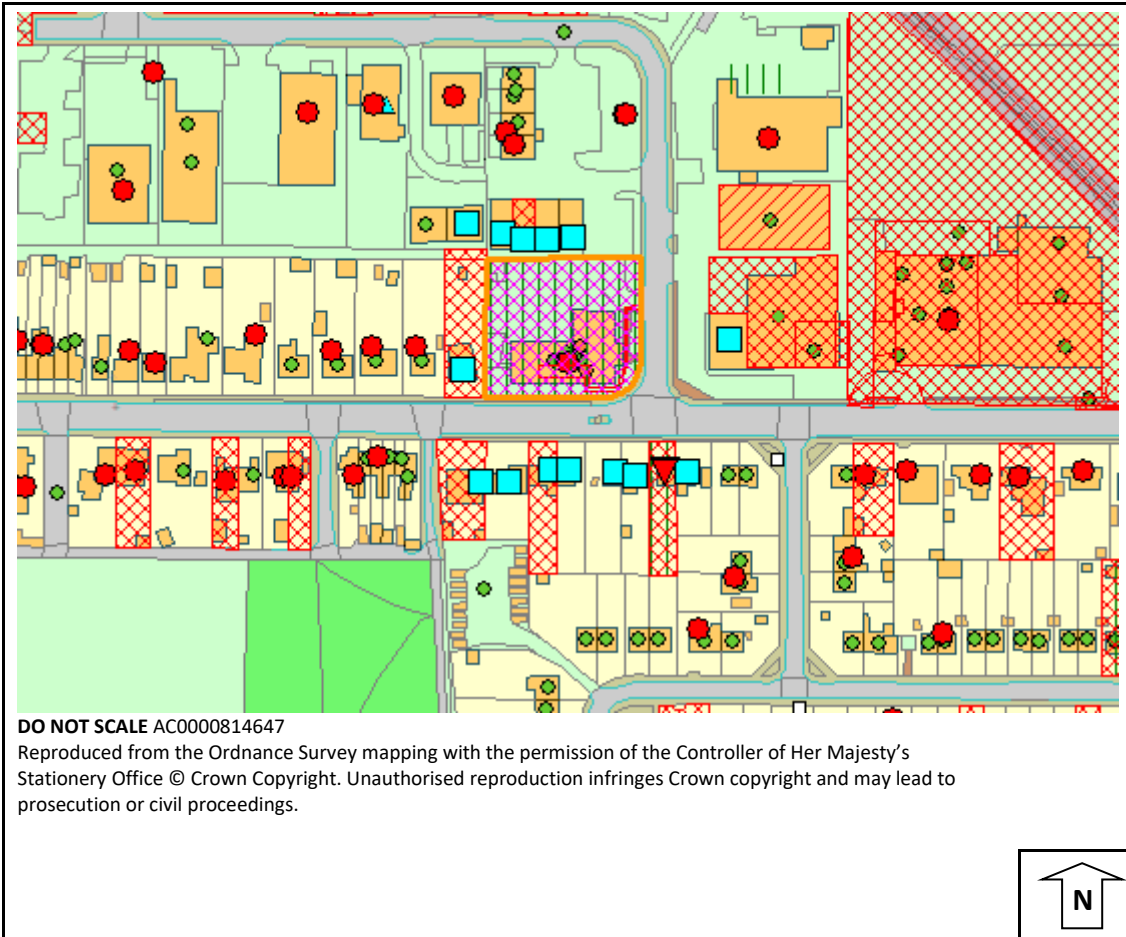 DO NOT SCALE AC0000814647
Reproduced from the Ordnance Survey mapping with the permission of the Controller of Her Majesty's
Stationery Office © Crown Copyright. Unauthorised reproduction infringes Crown copyright and may lead to
prosecution or civil proceedings.
N